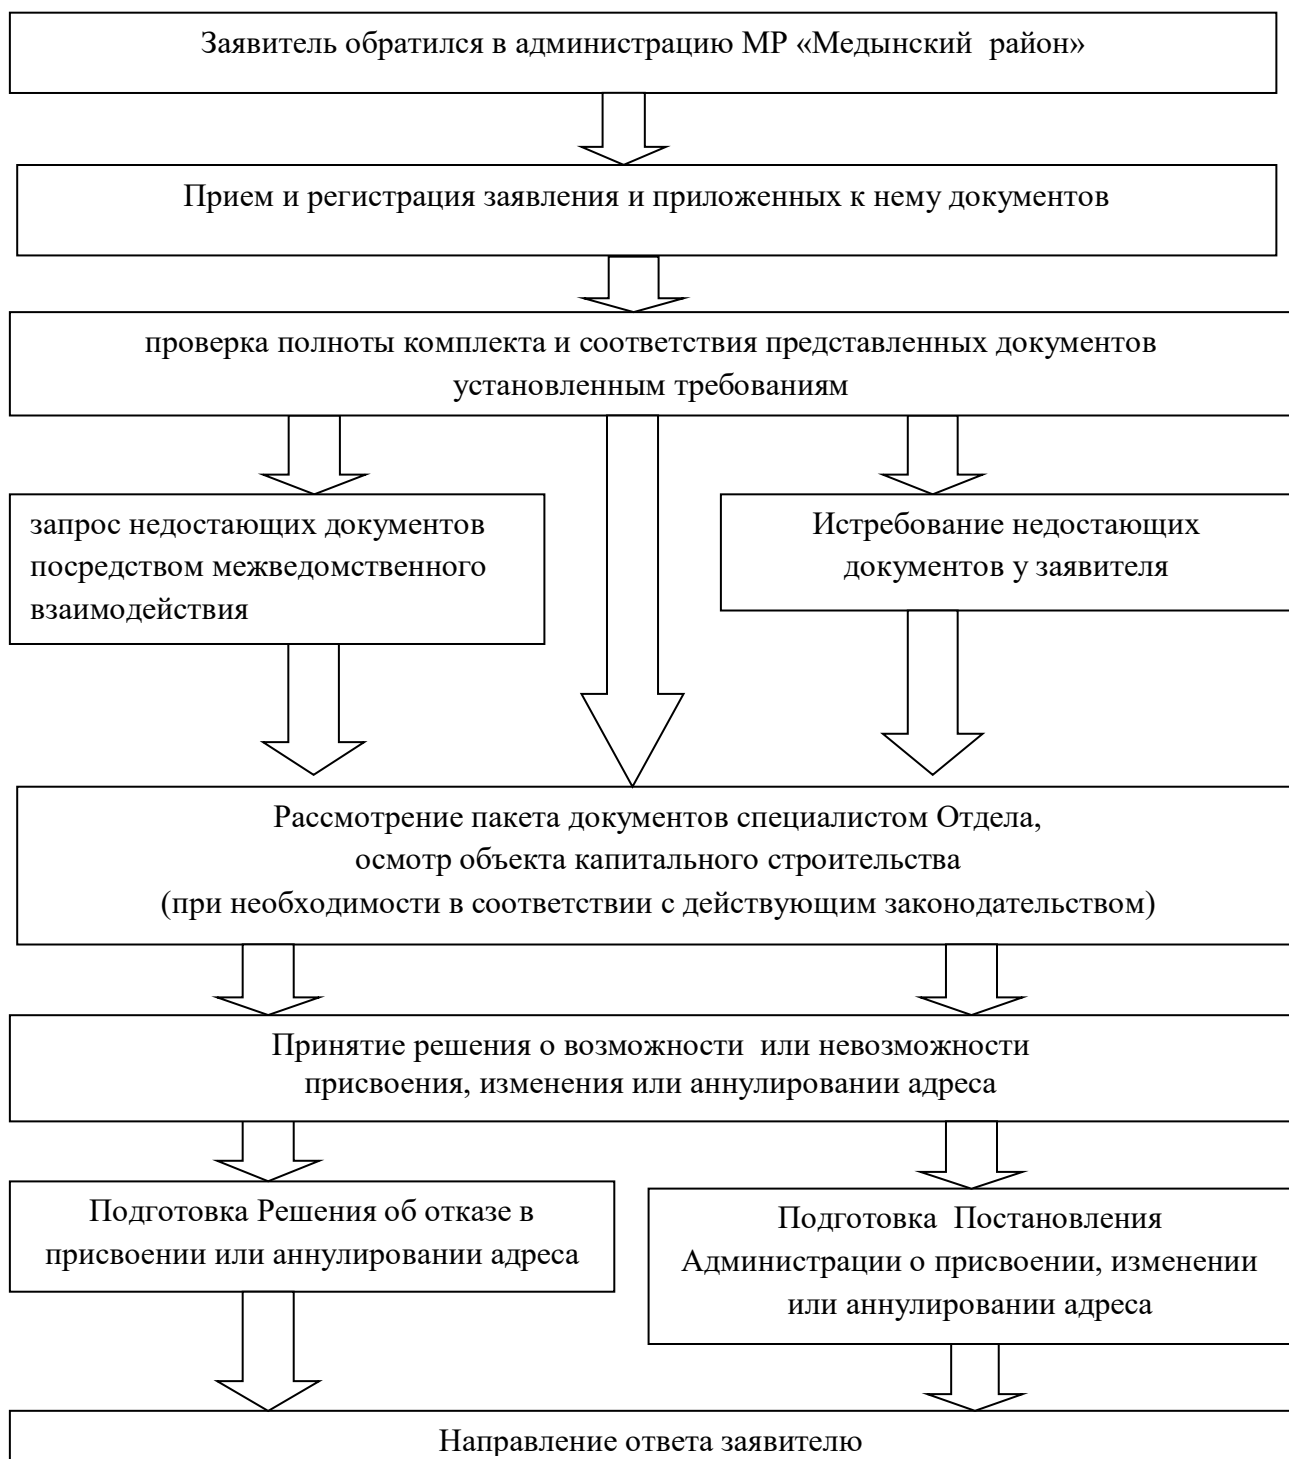 Заявитель обратился в администрацию МР «Медынский  район»
Прием и регистрация заявления и приложенных к нему документов
проверка полноты комплекта и соответствия представленных документов
установленным требованиям
запрос недостающих документов
посредством межведомственного
взаимодействия
Истребование недостающих
документов у заявителя
Рассмотрение пакета документов специалистом Отдела,
осмотр объекта капитального строительства
(при необходимости в соответствии с действующим законодательством)
Принятие решения о возможности  или невозможности
присвоения, изменения или аннулировании адреса
Подготовка Решения об отказе в
присвоении или аннулировании адреса
Подготовка  Постановления
Администрации о присвоении, изменении
или аннулировании адреса
Направление ответа заявителю